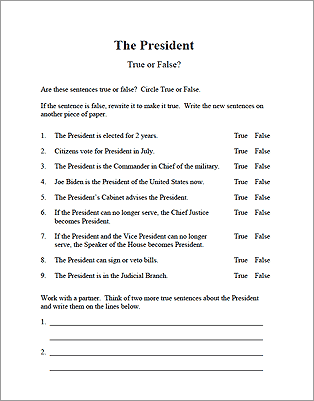 The President
True or False?
Are these sentences true or false?  Circle True or False.
If the sentence is false, rewrite it to make it true.  Write the new sentences on
another piece of paper.
1. The President is elected for 2 years. True False
2. Citizens vote for President in July. True False
3. The President is the Commander in Chief of the military. True False
4. Joe Biden is the President of the United States now. True False
5. The President's Cabinet advises the President. True False
6. If the President can no longer serve, the Chief Justice True False
becomes President.
7. If the President and the Vice President can no longer True False
serve, the Speaker of the House becomes President.
8. The President can sign or veto bills. True False
9. The President is in the Judicial Branch. True False
Work with a partner.  Think of two more true sentences about the President
and write them on the lines below.
1.
2.